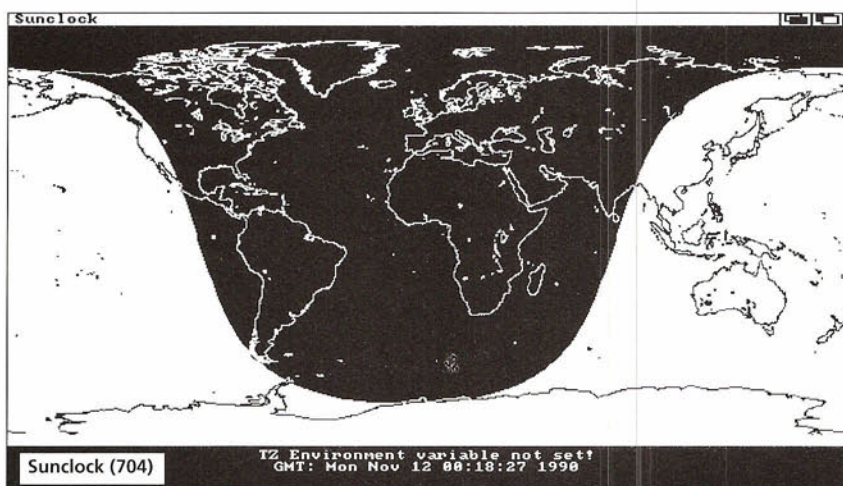 Sunclock
TZ Environment variable not set!
GMT: Mon Nov 12 00:18:27 1990
Sunclock (704)